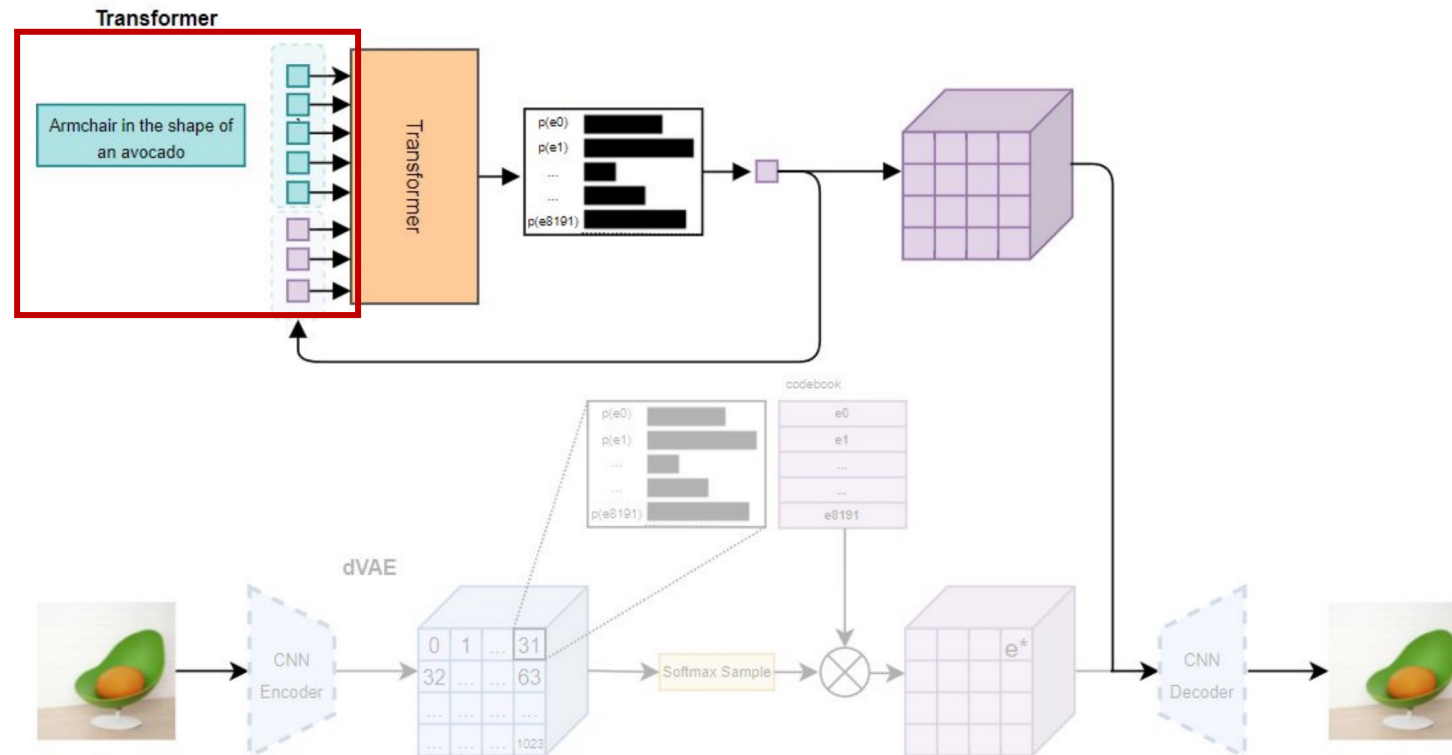 Transformer
Armchair in the shape of
an avocado
Transformer
p(e0)
p(e1)
...
...
p(e8191)
codebook
p(e0)
p(e1)
...
...
p(e8191)
e0
e1
...
...
e8191
dVAE
CNN
Encoder
0 1 ... 31
32 ... ... 63
... ... ... ...
... ... ... 1023
Softmax Sample
e*
CNN
Decoder